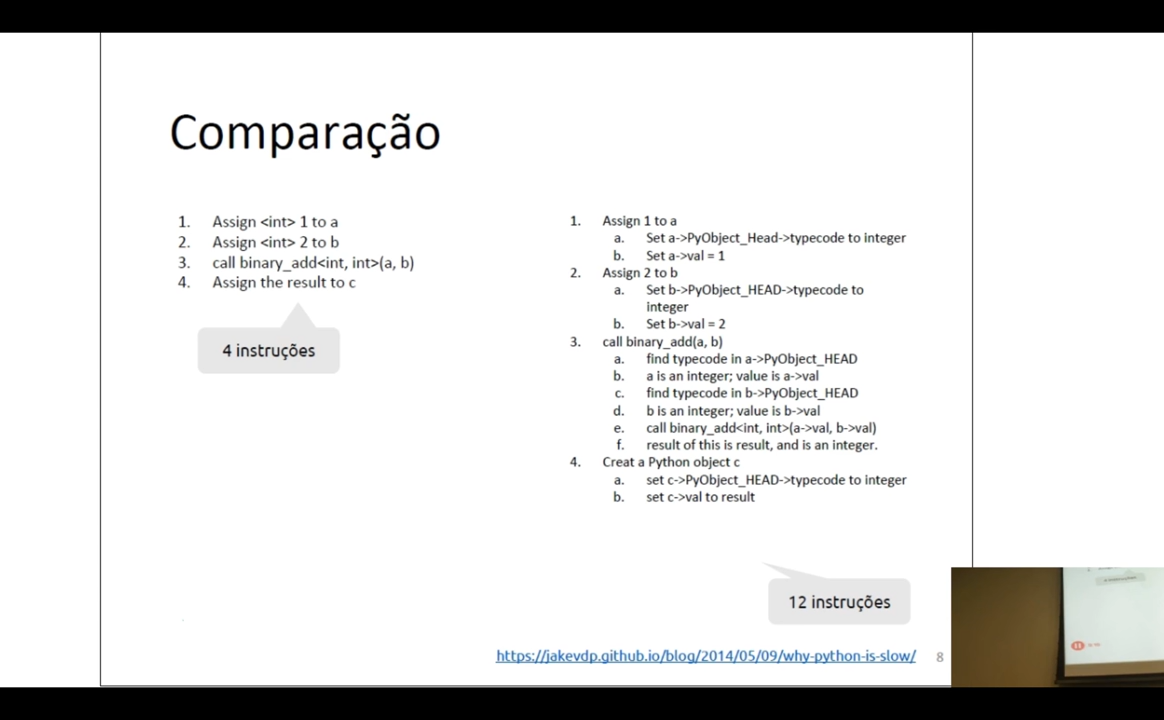 Comparação
1. Assign <int> 1 to a
2. Assign <int> 2 to b
3. call binary_add<int, int>(a, b)
4. Assign the result to c
4 instruções
1. Assign 1 to a
a. Set a->PyObject_Head->typecode to integer
b. Set a->val = 1
2. Assign 2 to b
a. Set b->PyObject_HEAD->typecode to
integer
b. Set b->val = 2
3. call binary_add(a, b)
a. find typecode in a->PyObject_HEAD
b. a is an integer; value is a->val
c. find typecode in b->PyObject_HEAD
d. b is an integer; value is b->val
e. call binary_add<int, int>(a->val, b->val)
f. result of this is result, and is an integer.
4. Creat a Python object c
a. set c->PyObject_HEAD->typecode to integer
b. set c->val to result
12 instruções
https://jakevdp.github.io/blog/2014/05/09/why-python-is-slow/ 8